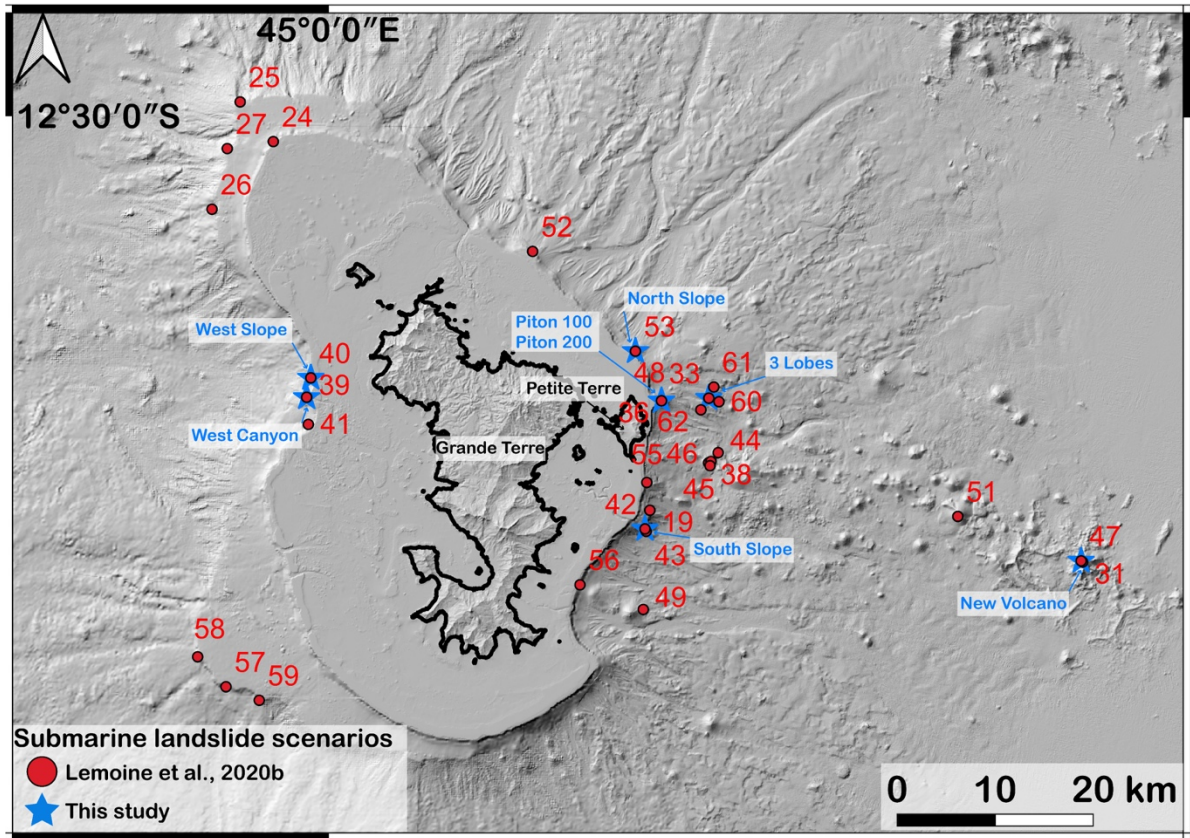 45°0′0″E
25
12°30′0″S
27
24
26
52
West Slope
North Slope
Piton 100
Piton 200
53
40
48
33
61
3 Lobes
39
Petite Terre
36
62
60
41
West Canyon
Grande Terre
55
46
44
45
38
42
51
19
43
South Slope
47
31
56
49
New Volcano
58
57
59
Submarine landslide scenarios
Lemoine et al., 2020b
This study
0 10 20 km